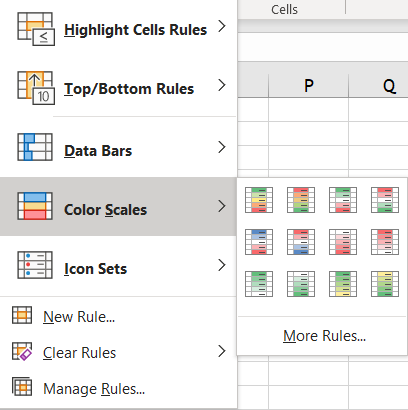 Cells
Highlight Cells Rules
≤
P Q
Top/Bottom Rules
10
Data Bars
Color Scales
Icon Sets
More Rules...
New Rule...
Clear Rules
Manage Rules...